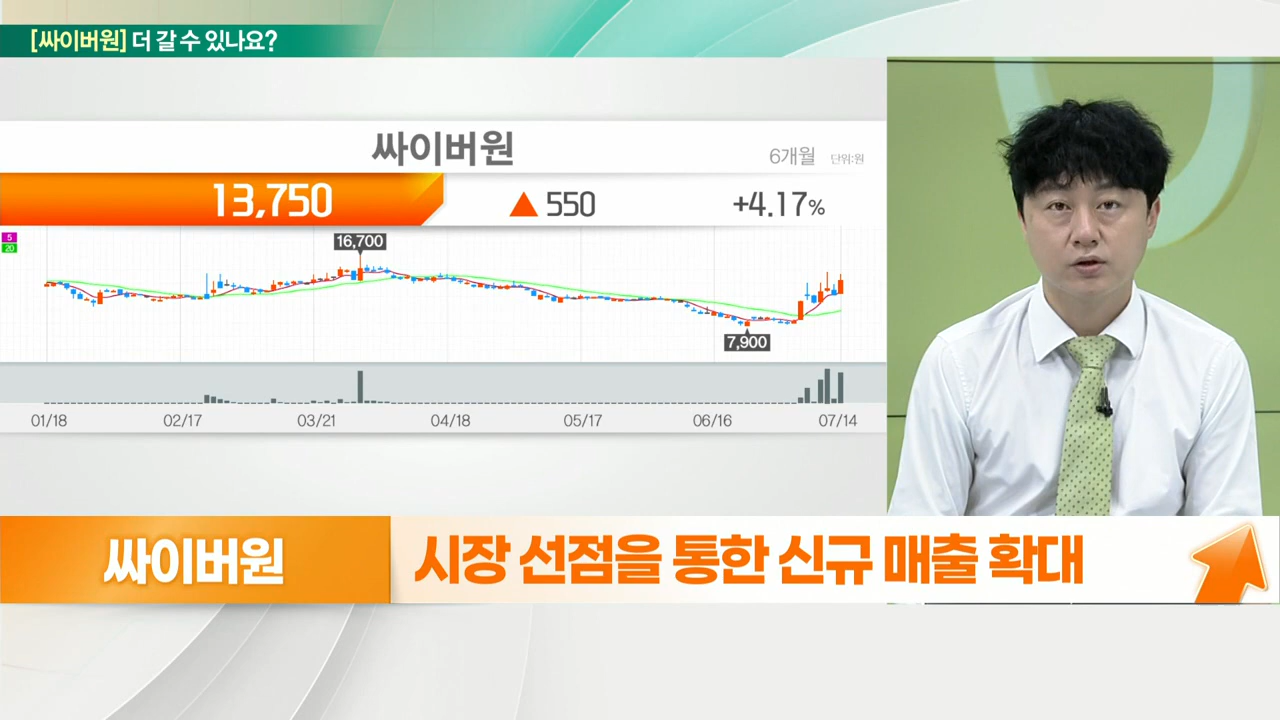 [싸이버원] 더 갈 수 있나요?
싸이버원
6개월 단위:원
13,750 ▲ 550 +4.17%
5
20
16,700
7,900
01/18 02/17 03/21 04/18 05/17 06/16 07/14
싸이버원 시장 선점을 통한 신규 매출 확대